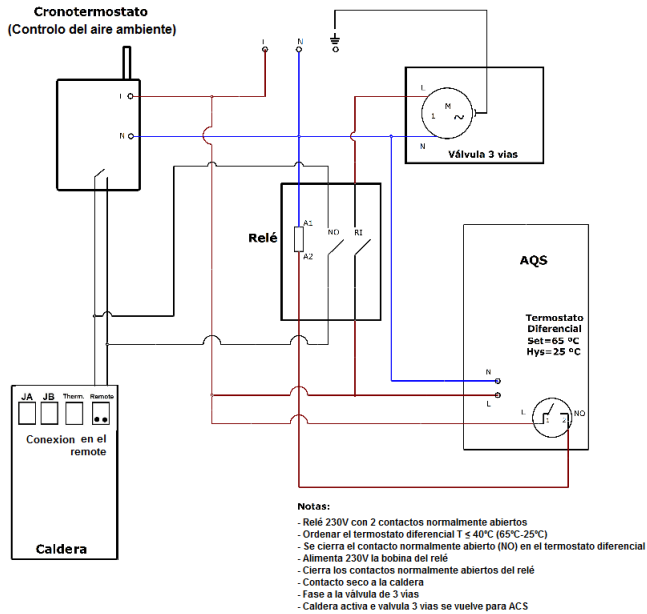 Cronotermostato
(Controlo del aire ambiente)
I
N
I
N
L
M
1
N
Válvula 3 vias
Relé
A1
A2
NO
RI
AQS
Termostato
Diferencial
Set=65 ºC
Hys=25 ºC
N
L
L
1
2
NO
JA
JB
Therm.
Remote
Conexion en el
remote
Caldera
Notas:
- Relé 230V con 2 contactos normalmente abiertos
- Ordenar el termostato diferencial T ≤ 40ºC (65ºC-25ºC)
- Se cierra el contacto normalmente abierto (NO) en el termostato diferencial
- Alimenta 230V la bobina del relé
- Cierra los contactos normalmente abiertos del relé
- Contacto seco a la caldera
- Fase a la válvula de 3 vias
- Caldera activa e valvula 3 vias se vuelve para ACS